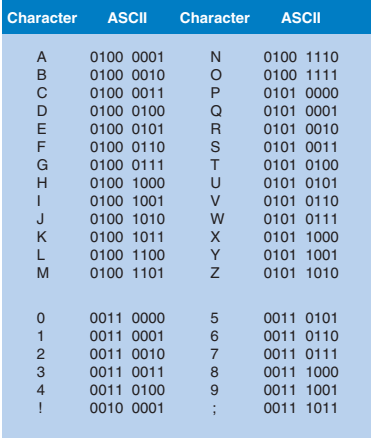 Character ASCII Character ASCII
A 0100 0001 N 0100 1110
B 0100 0010 O 0100 1111
C 0100 0011 P 0101 0000
D 0100 0100 Q 0101 0001
E 0100 0101 R 0101 0010
F 0100 0110 S 0101 0011
G 0100 0111 T 0101 0100
H 0100 1000 U 0101 0101
I 0100 1001 V 0101 0110
J 0100 1010 W 0101 0111
K 0100 1011 X 0101 1000
L 0100 1100 Y 0101 1001
M 0100 1101 Z 0101 1010
0 0011 0000 5 0011 0101
1 0011 0001 6 0011 0110
2 0011 0010 7 0011 0111
3 0011 0011 8 0011 1000
4 0011 0100 9 0011 1001
! 0010 0001 ; 0011 1011